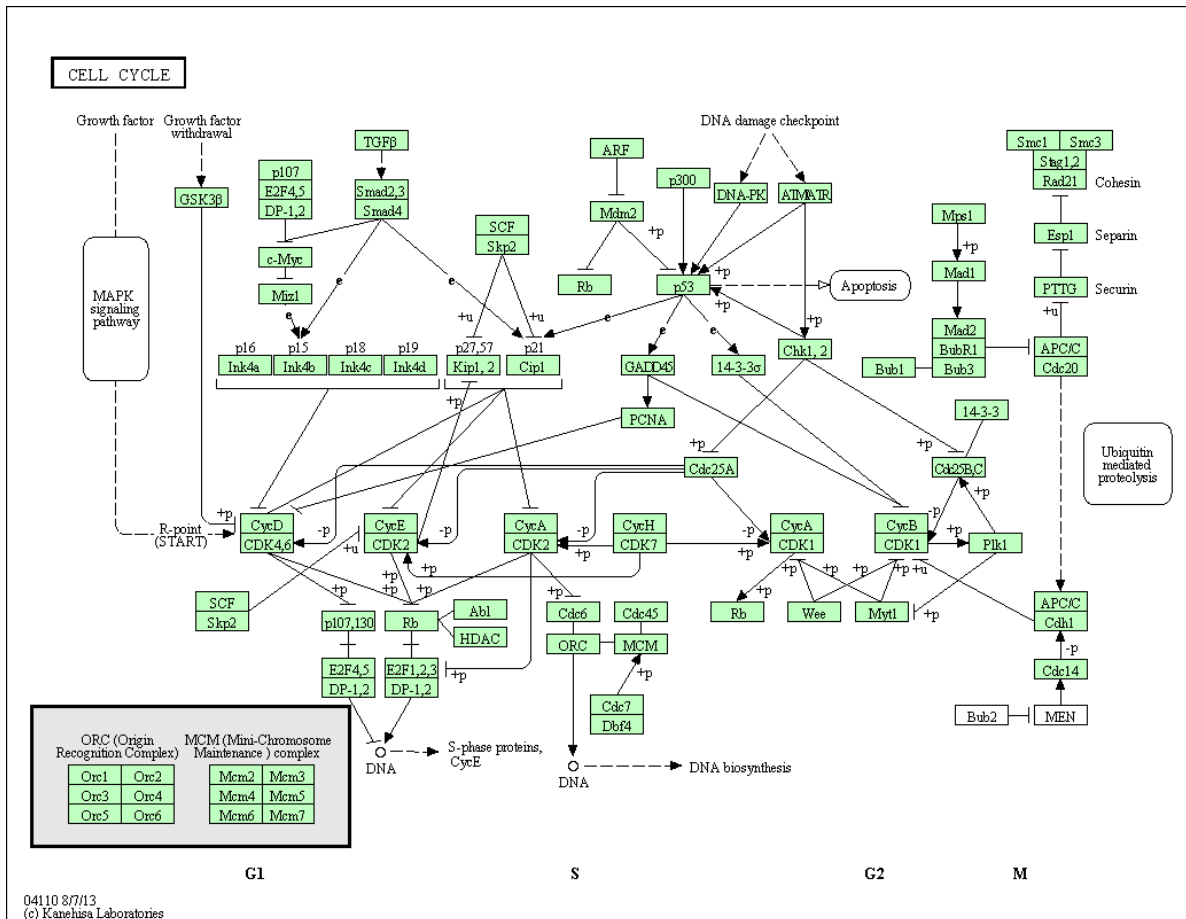 CELL CYCLE
Growth factor
Growth factor
withdrawal
DNA damage checkpoint
TGFβ
ARF
Smc1 Smc3
Stag1,2
Rad21
Cohesin
p107
E2F4,5
DP-1,2
GSK3β
Smad2,3
Smad4
p300
DNA-PK
ATM/ATR
Mdm2
+p
SCF
Skp2
Mps1
+p
Esp1
Separin
c-Myc
Mad1
MAPK
signaling
pathway
Miz1
e
e
e
Rb
p53
+p
+p
Apoptosis
PTTG
Securin
+u
+u
+u
e
e
e
+p
Mad2
BubR1
Bub3
Bub1
APC/C
Cdc20
p16
Ink4a
p15
Ink4b
p18
Ink4c
p19
Ink4d
p27,57
Kip1, 2
p21
Cip1
GADD45
14-3-3σ
Chk1, 2
+p
PCNA
14-3-3
+p
Cdc25A
+p
Cdc25B,C
Ubiquitin
mediated
proteolysis
R-point
(START)
+p
CycD
CDK4,6
-p
CycE
CDK2
+u
-p
CycA
CDK2
-p
+p
CycH
CDK7
-p
+p
CycA
CDK1
CycB
CDK1
-p
+p
+p
Plk1
+p
+p
+p
+p
+p
+p
+p
+p
+p
+u
+p
SCF
Skp2
p107,130
Rb
Abl
HDAC
Cdc6
Cdc45
ORC
MCM
Rb
Wee
Myt1
APC/C
Cdh1
-p
E2F4,5
DP-1,2
E2F1,2,3
DP-1,2
+p
+p
Cdc7
Dbf4
Cdc14
Bub2
MEN
DNA
S-phase proteins,
CycE
DNA
DNA biosynthesis
ORC (Origin
Recognition Complex)
MCM (Mini-Chromosome
Maintenance ) complex
Orc1 Orc2
Orc3 Orc4
Orc5 Orc6
Mcm2 Mcm3
Mcm4 Mcm5
Mcm6 Mcm7
G1 S G2 M
04110 8/7/13
(c) Kanehisa Laboratories